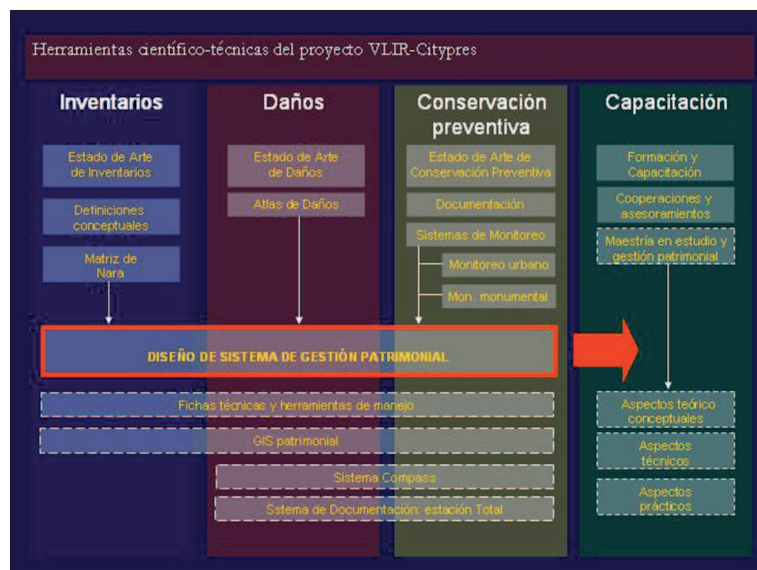 Herramientas científico-técnicas del proyecto VLIR-Citypres
Inventarios
Estado de Arte
de Inventarios
Definiciones
conceptuales
Matriz de
Nara
Daños
Estado de Arte
de Daños
Atlas de Daños
Conservación
preventiva
Estado de Arte de
Conservación Preventiva
Documentación
Sistemas de Monitoreo
Monitoreo urbano
Mon. monumental
Capacitación
Formación y
Capacitación
Cooperaciones y
asesoramientos
Maestría en estudio y
gestión patrimonial
DISEÑO DE SISTEMA DE GESTIÓN PATRIMONIAL
Fichas técnicas y herramientas de manejo
GIS patrimonial
Sistema Compass
Sstema de Documentación: estación Total
Aspectos teórico
conceptuales
Aspectos
técnicos
Aspectos
prácticos